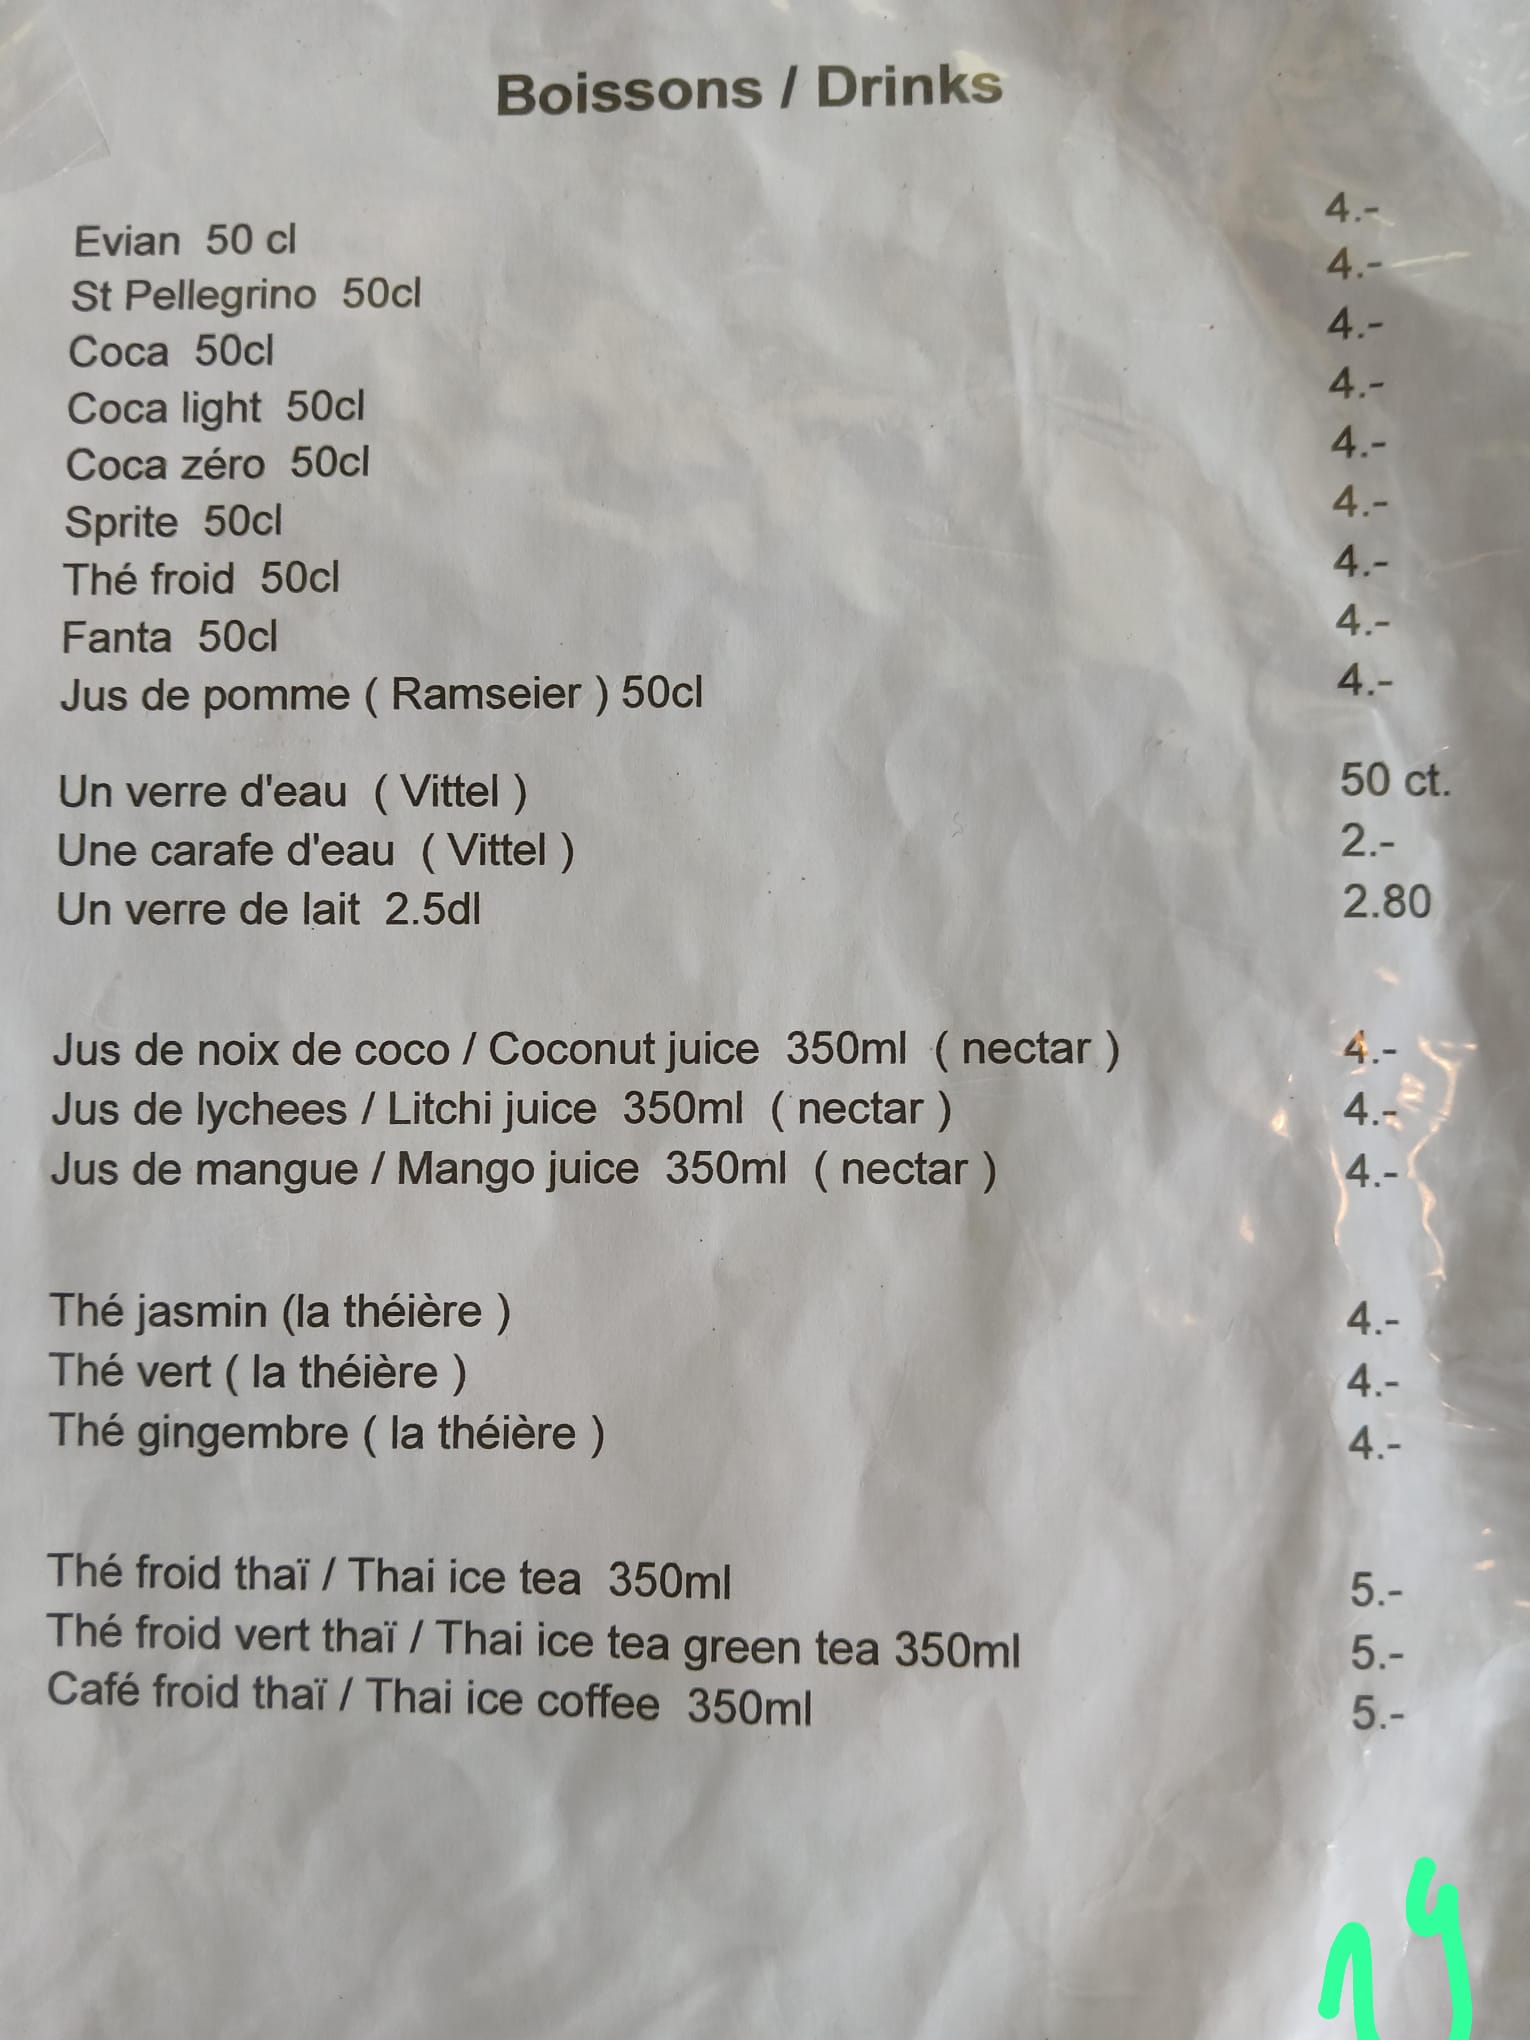 Boissons / Drinks
Evian 50 cl 4.-
St Pellegrino 50cl 4.-
Coca 50cl 4.-
Coca light 50cl 4.-
Coca zéro 50cl 4.-
Sprite 50cl 4.-
Thé froid 50cl 4.-
Fanta 50cl 4.-
Jus de pomme ( Ramseier ) 50cl 4.-
Un verre d'eau ( Vittel ) 50 ct.
Une carafe d'eau ( Vittel ) 2.-
Un verre de lait 2.5dl 2.80
Jus de noix de coco / Coconut juice 350ml ( nectar ) 4.-
Jus de lychees / Litchi juice 350ml ( nectar ) 4.-
Jus de mangue / Mango juice 350ml ( nectar ) 4.-
Thé jasmin (la théière ) 4.-
Thé vert ( la théière ) 4.-
Thé gingembre ( la théière ) 4.-
Thé froid thaï / Thai ice tea 350ml 5.-
Thé froid vert thaï / Thai ice tea green tea 350ml 5.-
Café froid thaï / Thai ice coffee 350ml 5.-
19